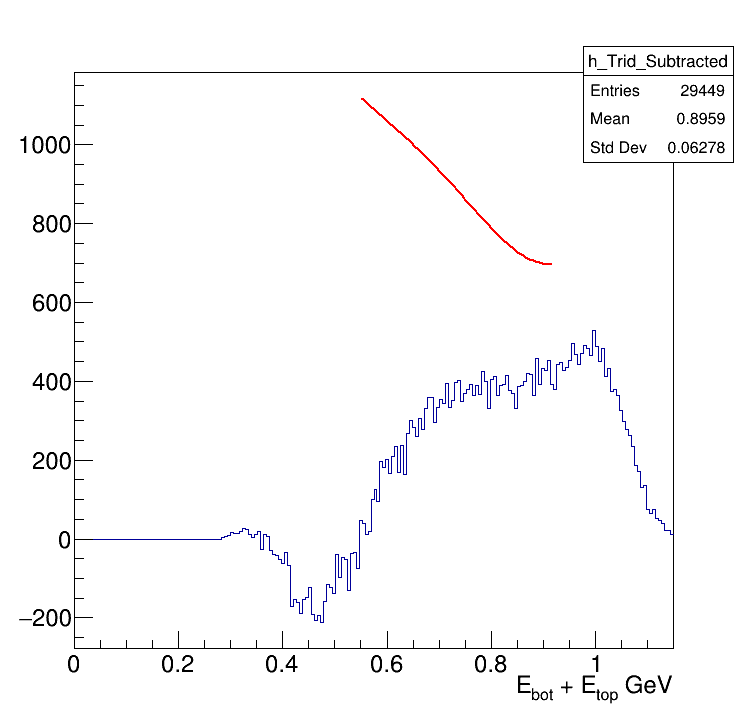 h_Trid_Subtracted
Entries 29449
Mean 0.8959
Std Dev 0.06278
1000
800
600
400
200
0
−200
0 0.2 0.4 0.6 0.8 1
E_bot + E_top GeV